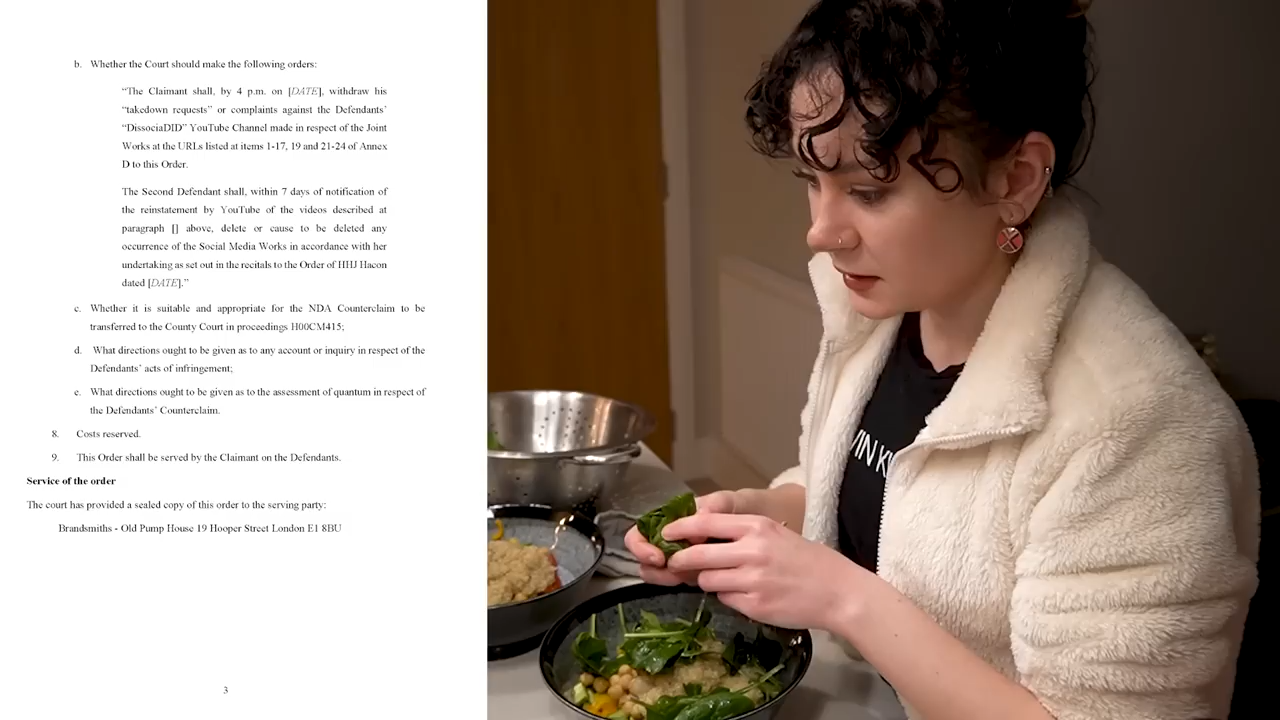 b. Whether the Court should make the following orders:
“The Claimant shall, by 4 p.m. on [DATE], withdraw his
“takedown requests” or complaints against the Defendants’
“DissociaDID” YouTube Channel made in respect of the Joint
Works at the URLs listed at items 1-17, 19 and 21-24 of Annex
D to this Order.
The Second Defendant shall, within 7 days of notification of
the reinstatement by YouTube of the videos described at
paragraph [] above, delete or cause to be deleted any
occurrence of the Social Media Works in accordance with her
undertaking as set out in the recitals to the Order of HHJ Hacon
dated [DATE].”
c. Whether it is suitable and appropriate for the NDA Counterclaim to be
transferred to the County Court in proceedings H00CM415;
d. What directions ought to be given as to any account or inquiry in respect of the
Defendants’ acts of infringement;
e. What directions ought to be given as to the assessment of quantum in respect of
the Defendants’ Counterclaim.
8. Costs reserved.
9. This Order shall be served by the Claimant on the Defendants.
Service of the order
The court has provided a sealed copy of this order to the serving party:
Brandsmiths - Old Pump House 19 Hooper Street London E1 8BU
3